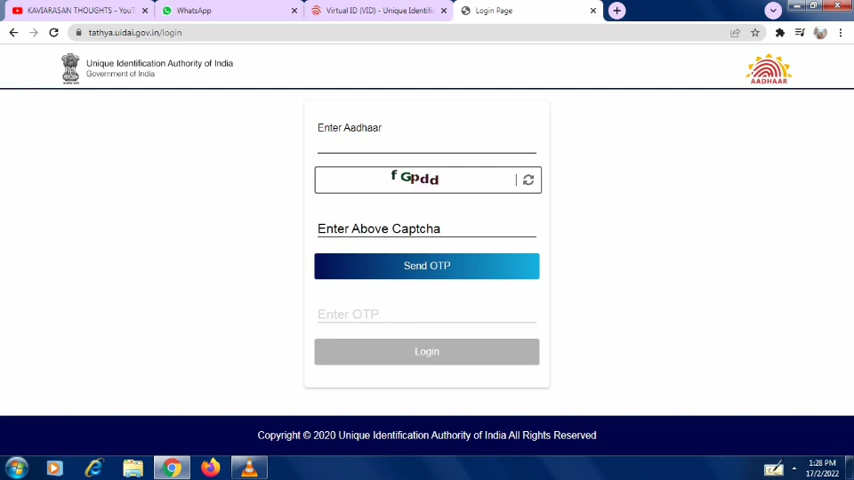 KAVIARASAN THOUGHTS - You
WhatsApp
Virtual ID (VID) - Unique Identific
Login Page
tathya.uidai.gov.in/login
Unique Identification Authority of India
Government of India
AADHAAR
Enter Aadhaar
fGpdd
Enter Above Captcha
Send OTP
Enter OTP
Login
Copyright © 2020 Unique Identification Authority of India All Rights Reserved
1:28 PM
17/2/2022